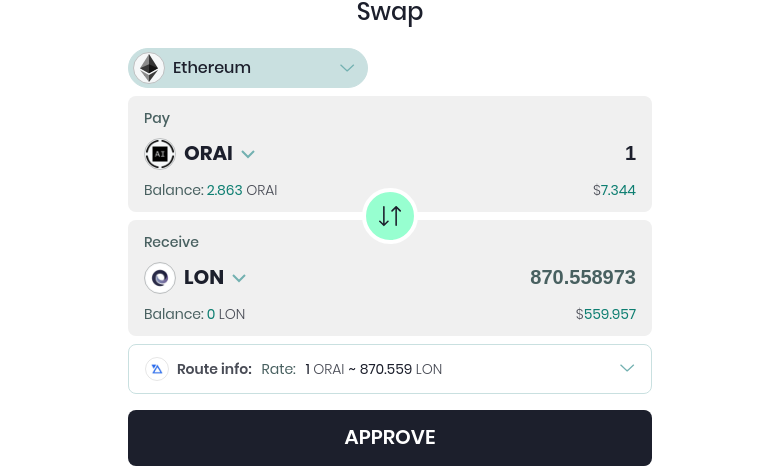 Swap
Ethereum
Pay
AI ORAI 1
Balance: 2.863 ORAI $7.344
Receive
LON 870.558973
Balance: 0 LON $559.957
Route info: Rate: 1 ORAI ~ 870.559 LON
APPROVE